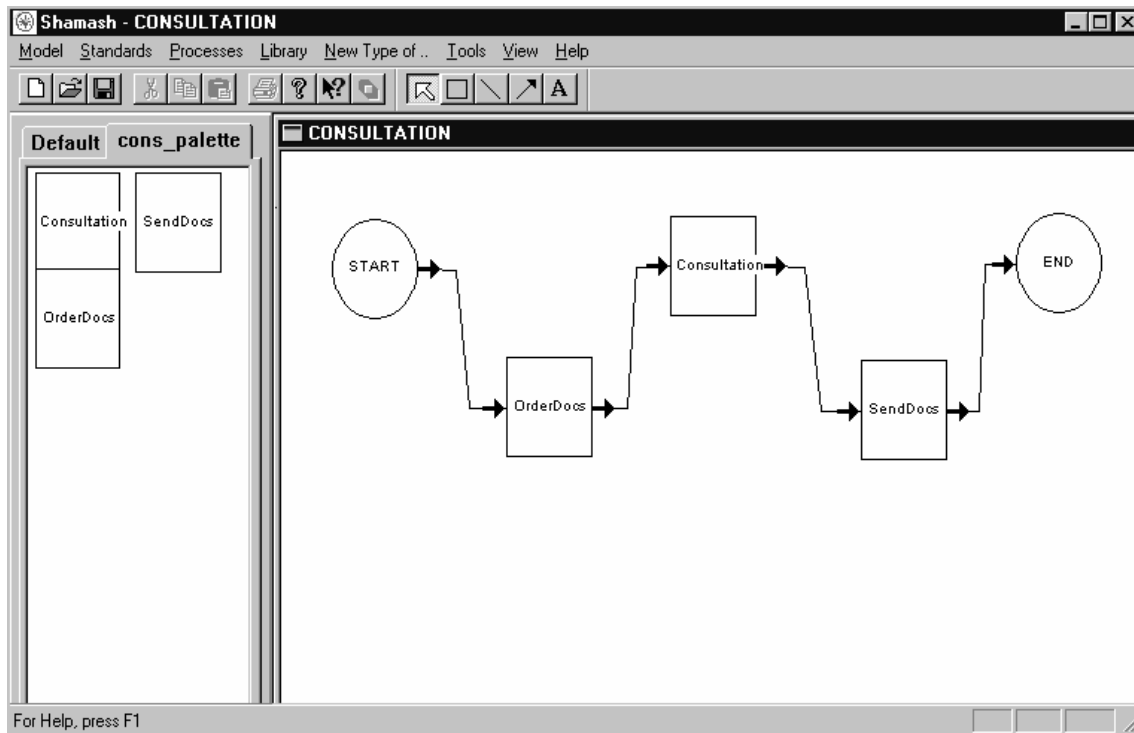 Shamash - CONSULTATION
Model Standards Processes Library New Type of .. Tools View Help
A
Default cons_palette
CONSULTATION
Consultation SendDocs
OrderDocs
START
Consultation
END
OrderDocs
SendDocs
For Help, press F1